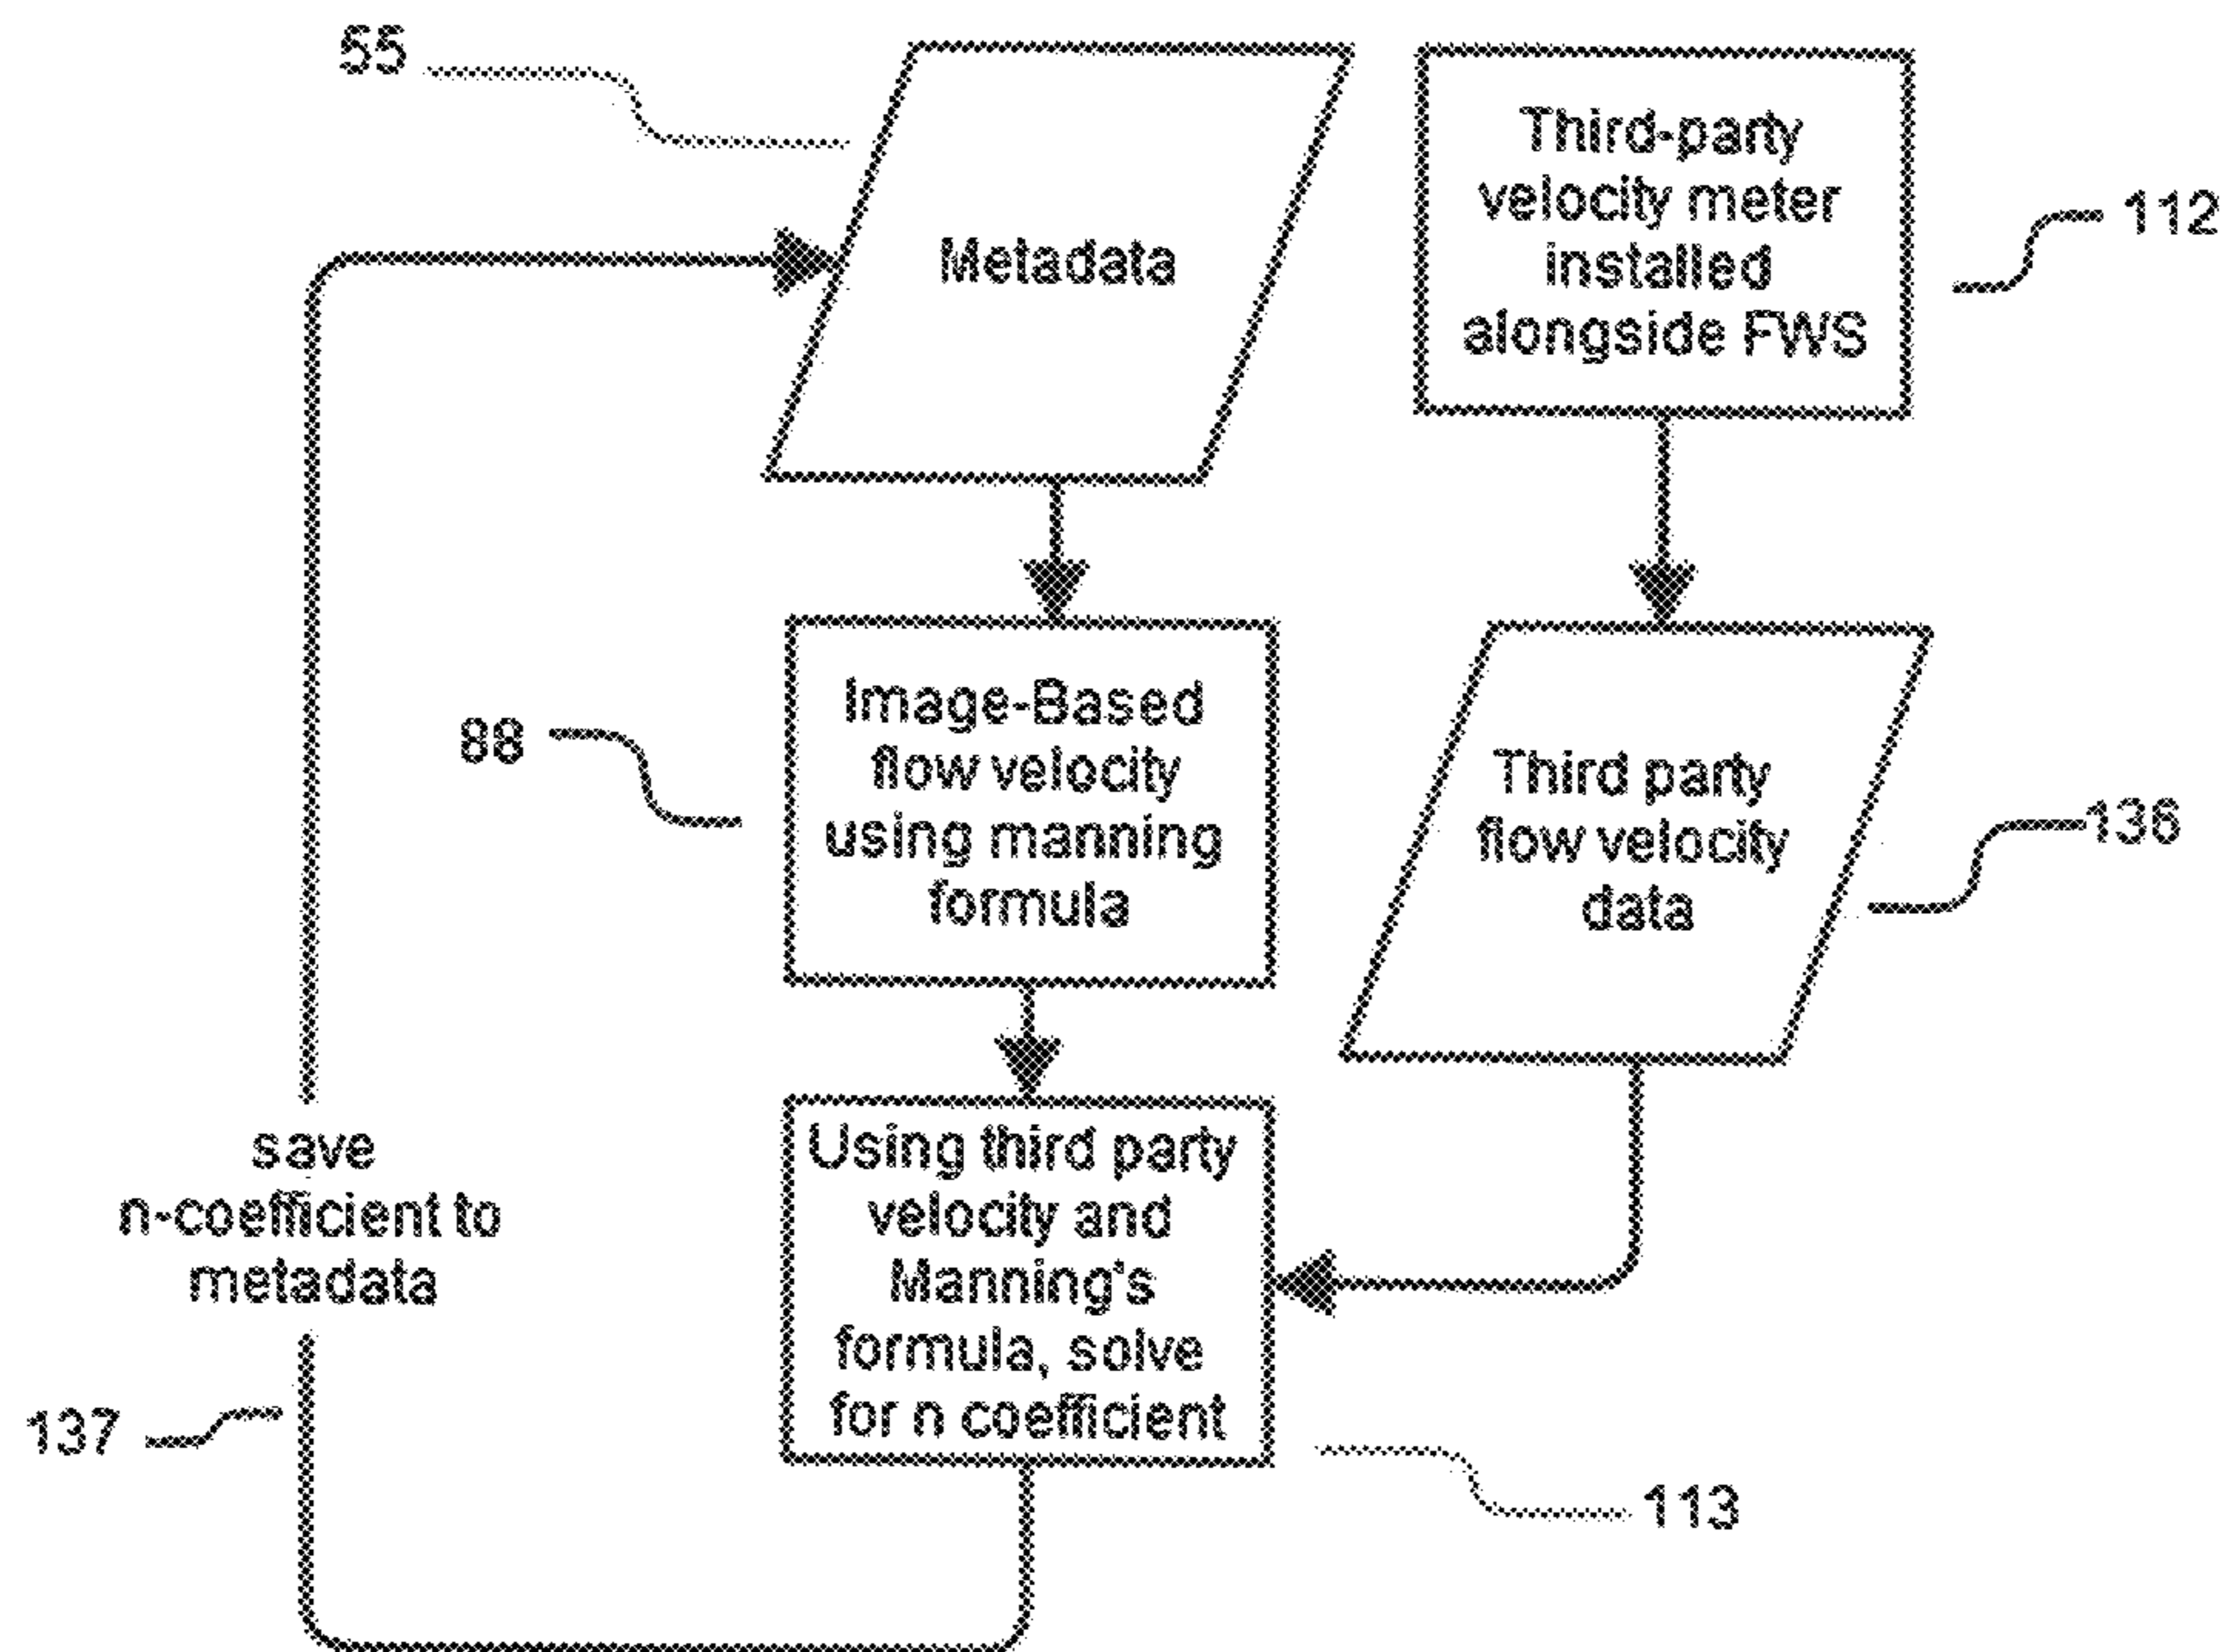 55
Metadata
Third-party
velocity meter
installed
alongside FWS
112
Image-Based
flow velocity
using manning
formula
88
Third party
flow velocity
data
136
Using third party
velocity and
Manning's
formula, solve
for n coefficient
113
save
n-coefficient to
metadata
137